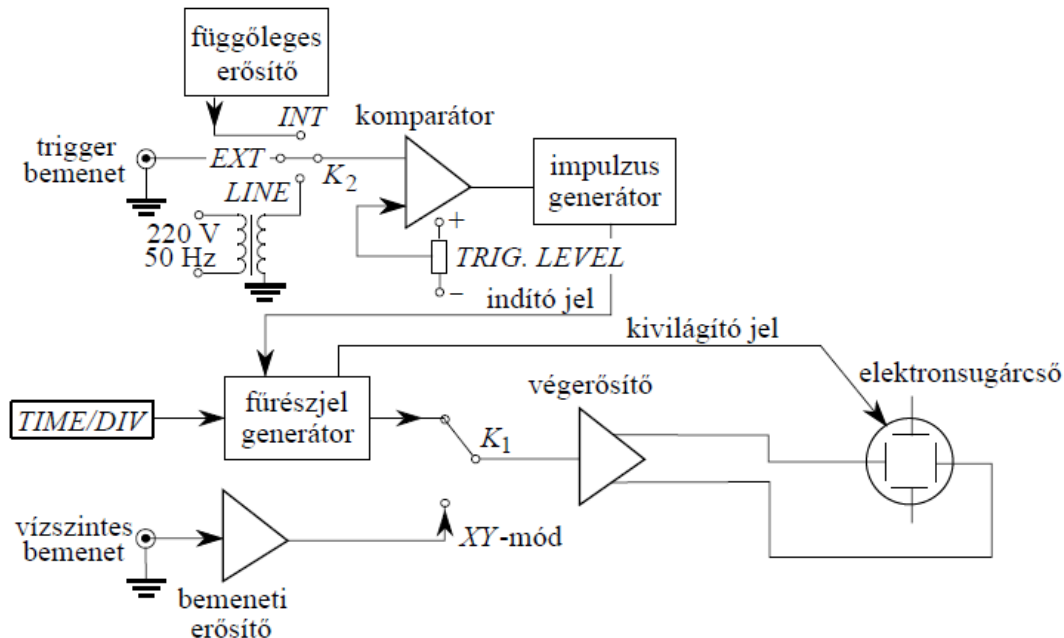 függőleges
erősítő
INT
komparátor
trigger
bemenet
EXT
K2
LINE
impulzus
generátor
220 V
50 Hz
+
TRIG. LEVEL
–
indító jel
kivilágító jel
végerősítő
elektronsugárcső
TIME/DIV
fűrészjel
generátor
K1
vízszintes
bemenet
XY-mód
bemeneti
erősítő